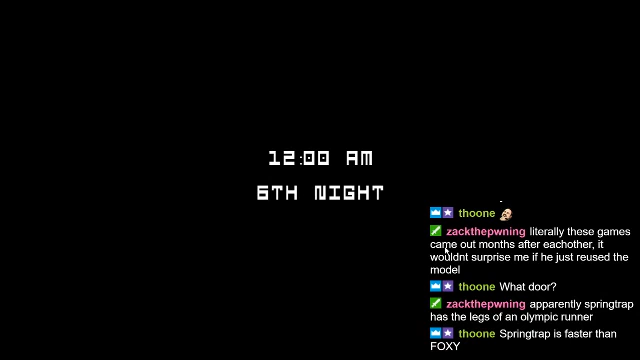 12:00 AM
6TH NIGHT
thoone
zackthepwning literally these games
came out months after eachother, it
wouldnt surprise me if he just reused the
model
thoone What door?
zackthepwning apparently springtrap
has the legs of an olympic runner
thoone Springtrap is faster than
FOXY